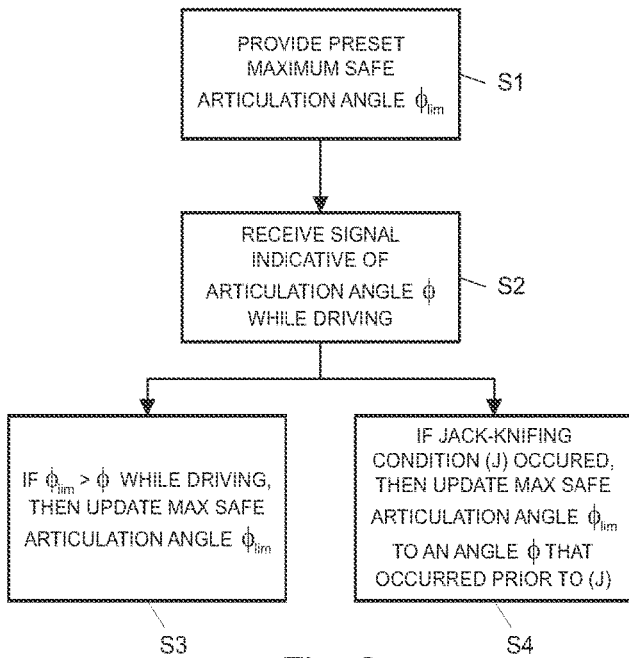 PROVIDE PRESET
MAXIMUM SAFE
ARTICULATION ANGLE ϕlim
S1
RECEIVE SIGNAL
INDICATIVE OF
ARTICULATION ANGLE ϕ
WHILE DRIVING
S2
IF ϕlim > ϕ WHILE DRIVING,
THEN UPDATE MAX SAFE
ARTICULATION ANGLE ϕlim
S3
IF JACK-KNIFING
CONDITION (J) OCCURED,
THEN UPDATE MAX SAFE
ARTICULATION ANGLE ϕlim
TO AN ANGLE ϕ THAT
OCCURRED PRIOR TO (J)
S4